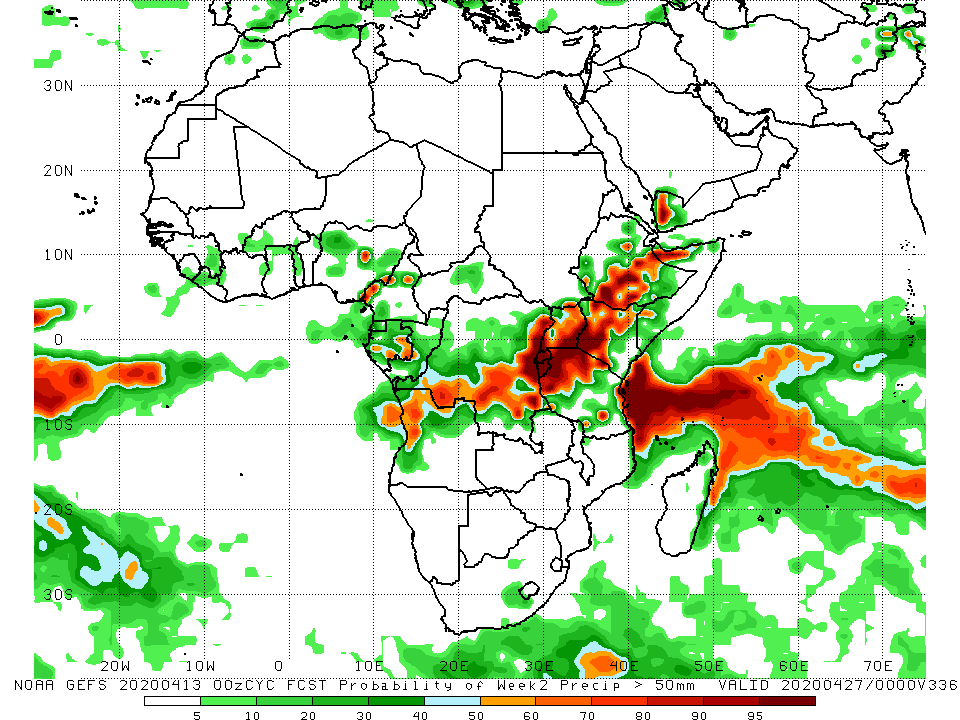 30N
20N
10N
0
10S
20S
30S
20W 10W 0 10E 20E 30E 40E 50E 60E 70E
NOAA GEFS 20200413 00zCYC FCST Probability of Week2 Precip > 50mm VALID 20200427/0000V336
5 10 20 30 40 50 60 70 80 90 95